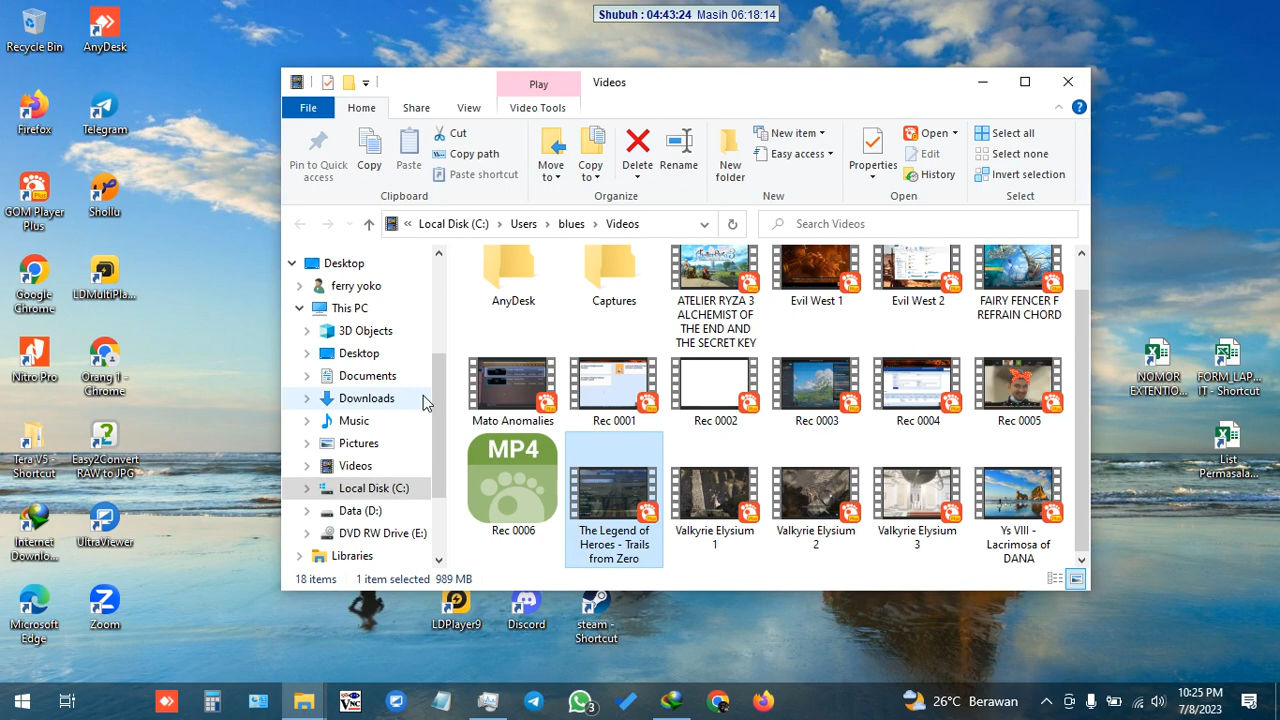 Shubuh : 04:43:24 Masih 06:18:14
Recycle Bin
AnyDesk
Firefox
Telegram
GOM Player
Plus
Shollu
Google
Chrome
LDMultiPla...
Nitro Pro
Orang 1 -
Chrome
Tera V5 -
Shortcut
Easy2Convert
RAW to JPG
Internet
Downlo...
UltraViewer
Microsoft
Edge
Zoom
LDPlayer9
Discord
steam -
Shortcut
NOMOR
EXTENTIO...
FORM_LAP...
IT - Shortcut
List
Permasala...
Play
Videos
File
Home
Share
View
Video Tools
Pin to Quick
access
Copy
Paste
Cut
Copy path
Paste shortcut
Clipboard
Move
to
Copy
to
Delete
Rename
Organize
New
folder
New item
Easy access
New
Properties
Open
Edit
History
Open
Select all
Select none
Invert selection
Select
« Local Disk (C:) > Users > blues > Videos
Search Videos
Desktop
ferry yoko
This PC
3D Objects
Desktop
Documents
Downloads
Music
Pictures
Videos
Local Disk (C:)
Data (D:)
DVD RW Drive (E:)
Libraries
AnyDesk
Captures
ATELIER RYZA 3
ALCHEMIST OF
THE END AND
THE SECRET KEY
Evil West 1
Evil West 2
FAIRY FENCER F
REFRAIN CHORD
Mato Anomalies
Rec 0001
Rec 0002
Rec 0003
Rec 0004
Rec 0005
MP4
Rec 0006
The Legend of
Heroes - Trails
from Zero
Valkyrie Elysium
1
Valkyrie Elysium
2
Valkyrie Elysium
3
Ys VIII -
Lacrimosa of
DANA
18 items
1 item selected 989 MB
3
26°C Berawan
10:25 PM
7/8/2023